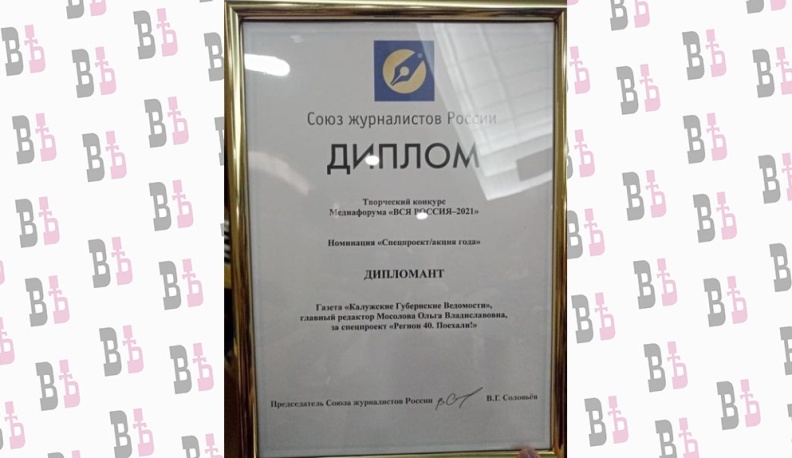 Союз журналистов России
ДИПЛОМ
Творческий конкурс
Медиафорума «ВСЯ РОССИЯ–2021»
Номинация «Спецпроект/акция года»
ДИПЛОМАНТ
Газета «Калужские Губернские Ведомости»,
главный редактор Мосолова Ольга Владиславовна,
за спецпроект «Регион 40. Поехали!»
Председатель Союза журналистов России В.Г. Соловьёв